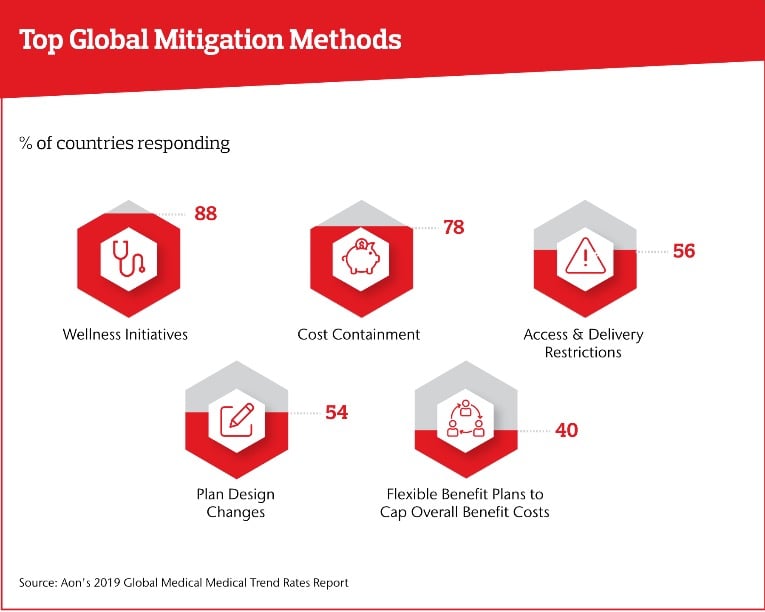 Top Global Mitigation Methods
% of countries responding
88
Wellness Initiatives
78
Cost Containment
56
Access & Delivery
Restrictions
54
Plan Design
Changes
40
Flexible Benefit Plans to
Cap Overall Benefit Costs
Source: Aon's 2019 Global Medical Medical Trend Rates Report